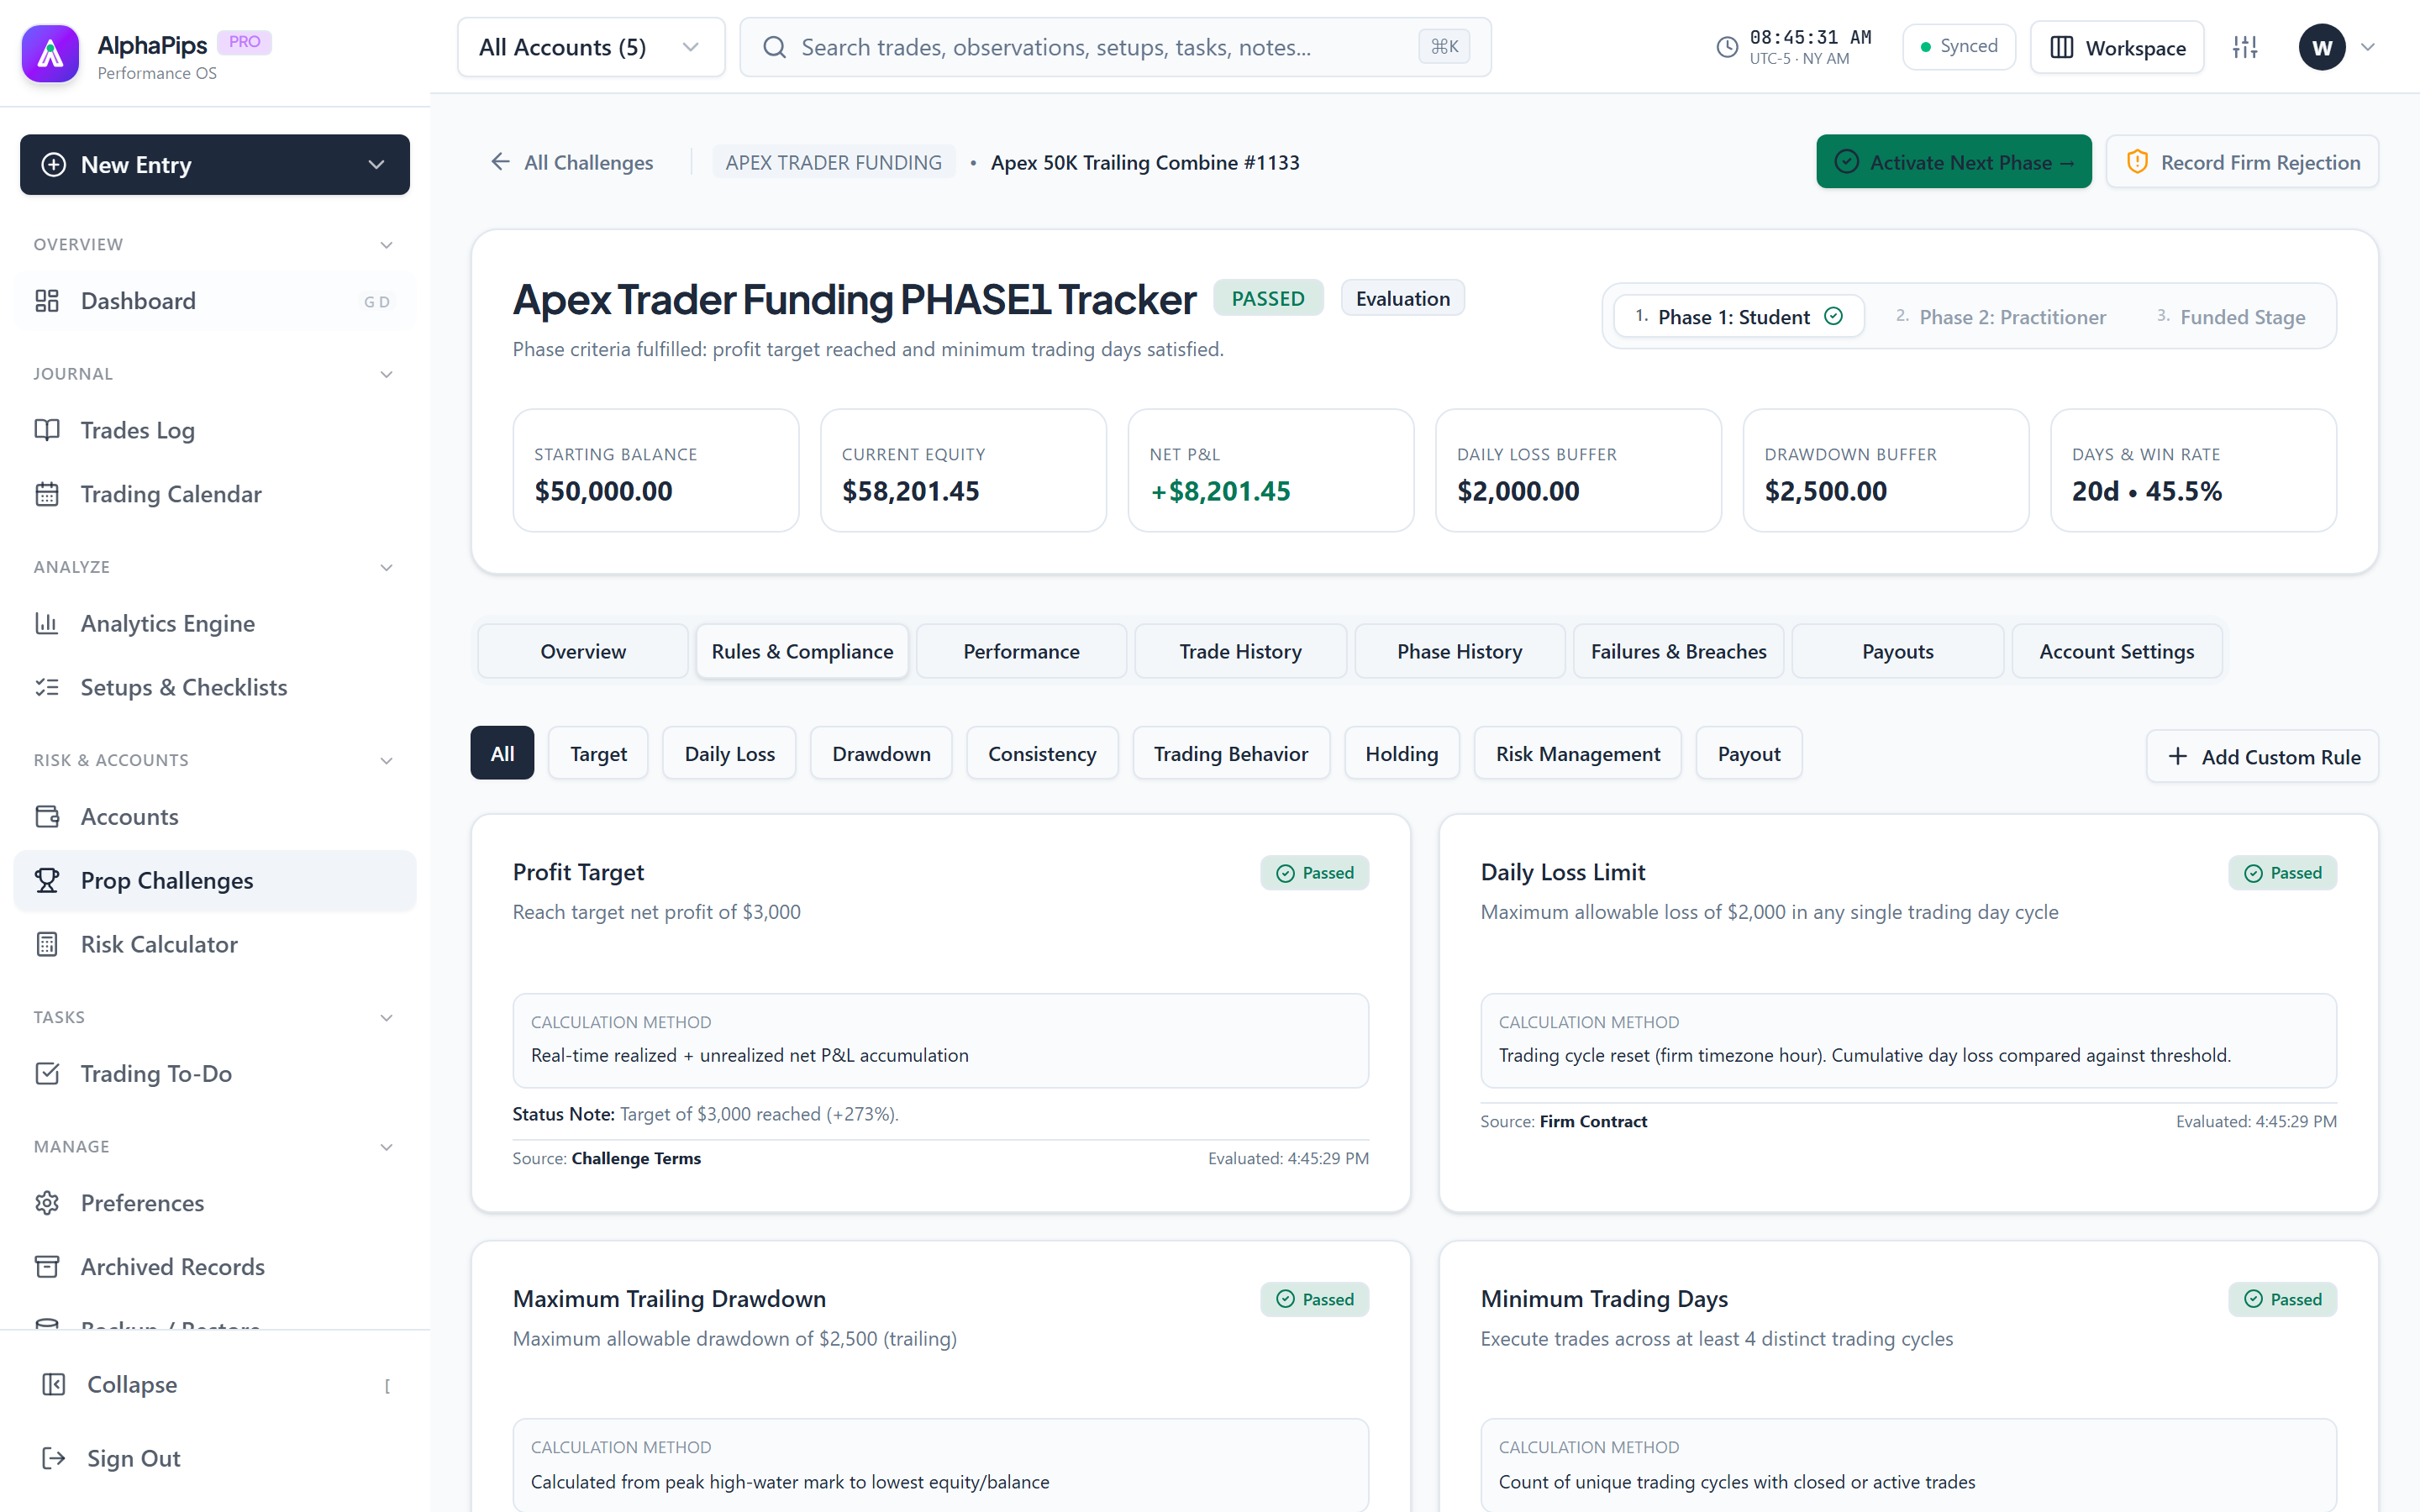 AlphaPips PRO
Performance OS
All Accounts (5)
Search trades, observations, setups, tasks, notes...
⌘K
08:45:31 AM
UTC-5 · NY AM
Synced
Workspace
W
New Entry
OVERVIEW
Dashboard
G D
JOURNAL
Trades Log
Trading Calendar
ANALYZE
Analytics Engine
Setups & Checklists
RISK & ACCOUNTS
Accounts
Prop Challenges
Risk Calculator
TASKS
Trading To-Do
MANAGE
Preferences
Archived Records
Backup / Restore
Collapse
[
Sign Out
All Challenges
APEX TRADER FUNDING • Apex 50K Trailing Combine #1133
Activate Next Phase →
Record Firm Rejection
Apex Trader Funding PHASE1 Tracker
PASSED
Evaluation
Phase criteria fulfilled: profit target reached and minimum trading days satisfied.
1. Phase 1: Student
2. Phase 2: Practitioner
3. Funded Stage
STARTING BALANCE
$50,000.00
CURRENT EQUITY
$58,201.45
NET P&L
+$8,201.45
DAILY LOSS BUFFER
$2,000.00
DRAWDOWN BUFFER
$2,500.00
DAYS & WIN RATE
20d • 45.5%
Overview
Rules & Compliance
Performance
Trade History
Phase History
Failures & Breaches
Payouts
Account Settings
All
Target
Daily Loss
Drawdown
Consistency
Trading Behavior
Holding
Risk Management
Payout
Add Custom Rule
Profit Target
Passed
Reach target net profit of $3,000
CALCULATION METHOD
Real-time realized + unrealized net P&L accumulation
Status Note: Target of $3,000 reached (+273%).
Source: Challenge Terms
Evaluated: 4:45:29 PM
Daily Loss Limit
Passed
Maximum allowable loss of $2,000 in any single trading day cycle
CALCULATION METHOD
Trading cycle reset (firm timezone hour). Cumulative day loss compared against threshold.
Source: Firm Contract
Evaluated: 4:45:29 PM
Maximum Trailing Drawdown
Passed
Maximum allowable drawdown of $2,500 (trailing)
CALCULATION METHOD
Calculated from peak high-water mark to lowest equity/balance
Minimum Trading Days
Passed
Execute trades across at least 4 distinct trading cycles
CALCULATION METHOD
Count of unique trading cycles with closed or active trades